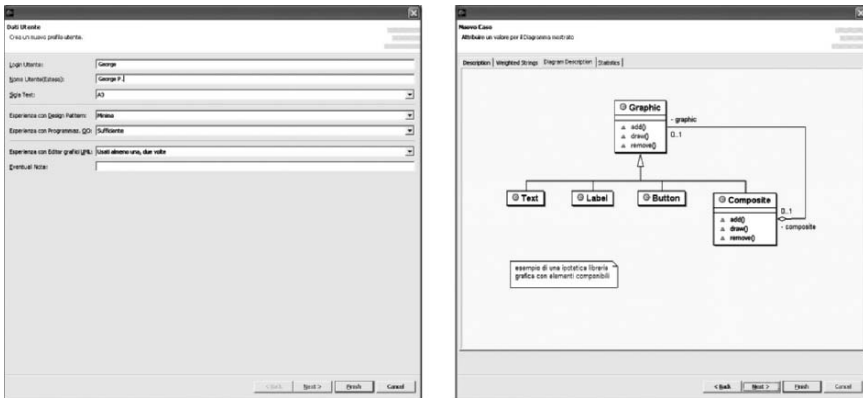 Dati Utente
Crea un nuovo profilo utente.
Login Utente: George
Nome Utente(Esteso): George P.
Sigla Test: A3
Esperienza con Design Pattern: Minima
Esperienza con Programmaz. OO: Sufficiente
Esperienza con Editor grafici UML: Usati almeno una, due volte
Eventuali Note:
< Back Next > Finish Cancel
Nuovo Caso
Attribuire un valore per il Diagramma mostrato
Description Weighted Strings Diagram Description Statistics
Graphic
add()
draw()
remove()
- graphic
0..1
Text Label Button Composite
add()
draw()
remove()
0..1
- composite
esempio di una ipotetica libreria
grafica con elementi componibili
< Back Next > Finish Cancel